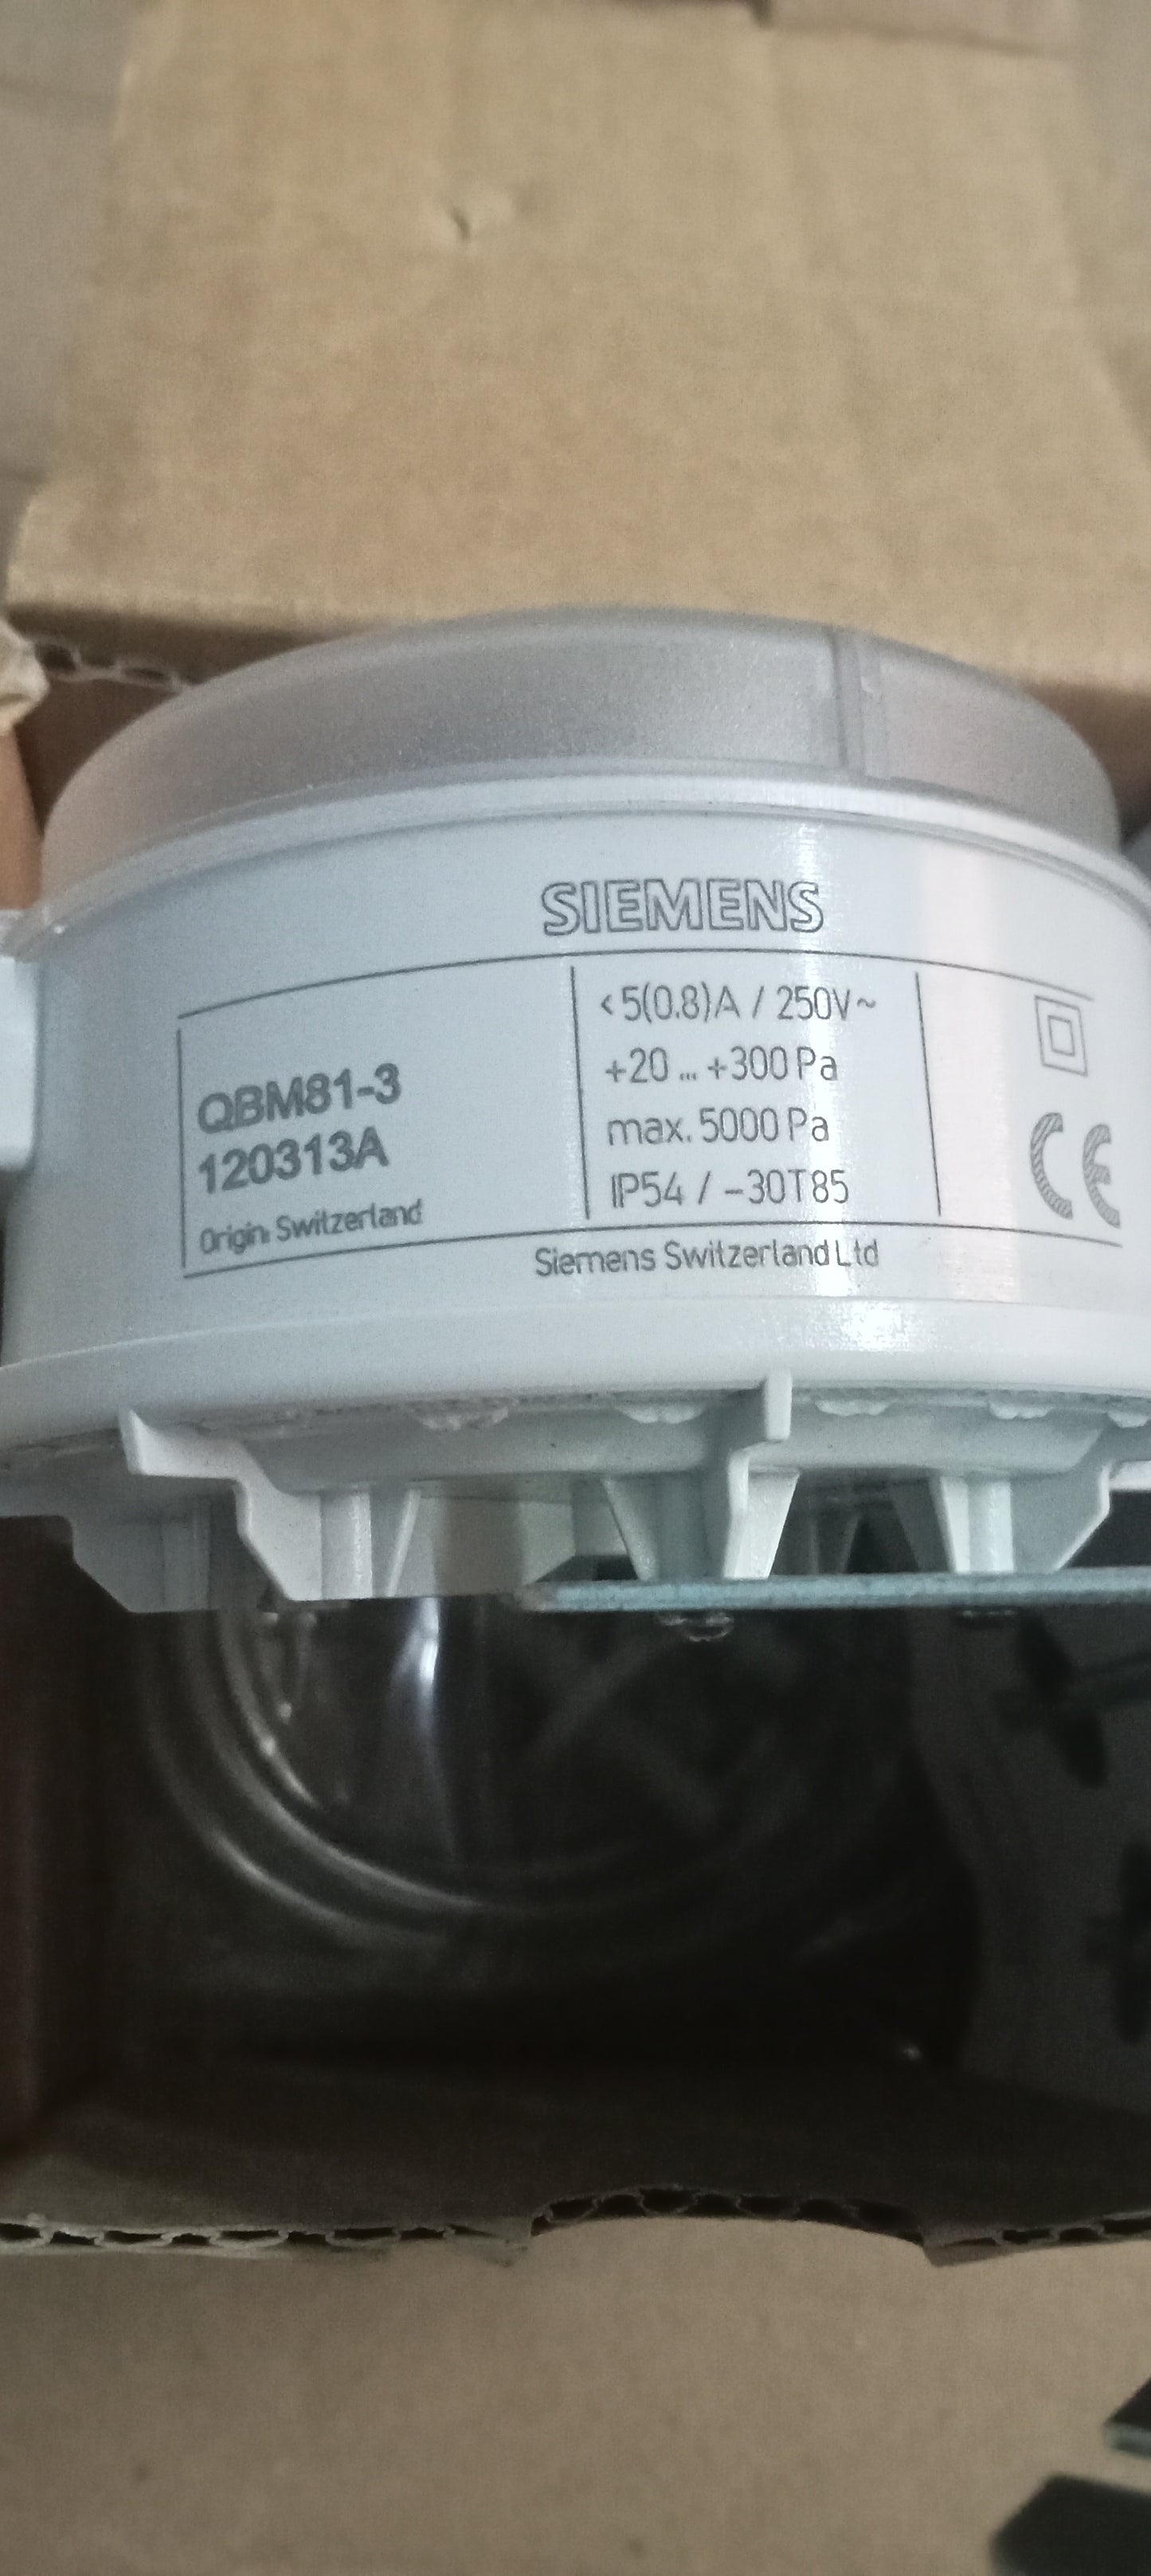 SIEMENS
QBM81-3
120313A
Origin: Switzerland
<5(0.8)A / 250V~
+20 ... +300 Pa
max. 5000 Pa
IP54 / -30T85
CE
Siemens Switzerland Ltd